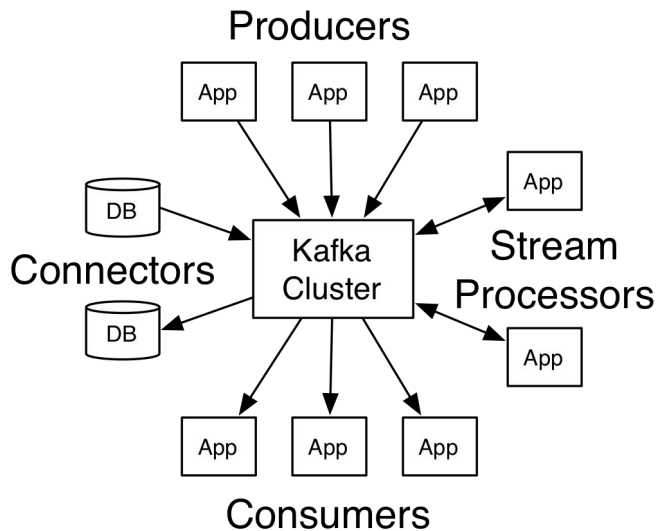 Producers
App
App
App
DB
App
Kafka
Cluster
Connectors
Stream
Processors
DB
App
App
App
App
Consumers